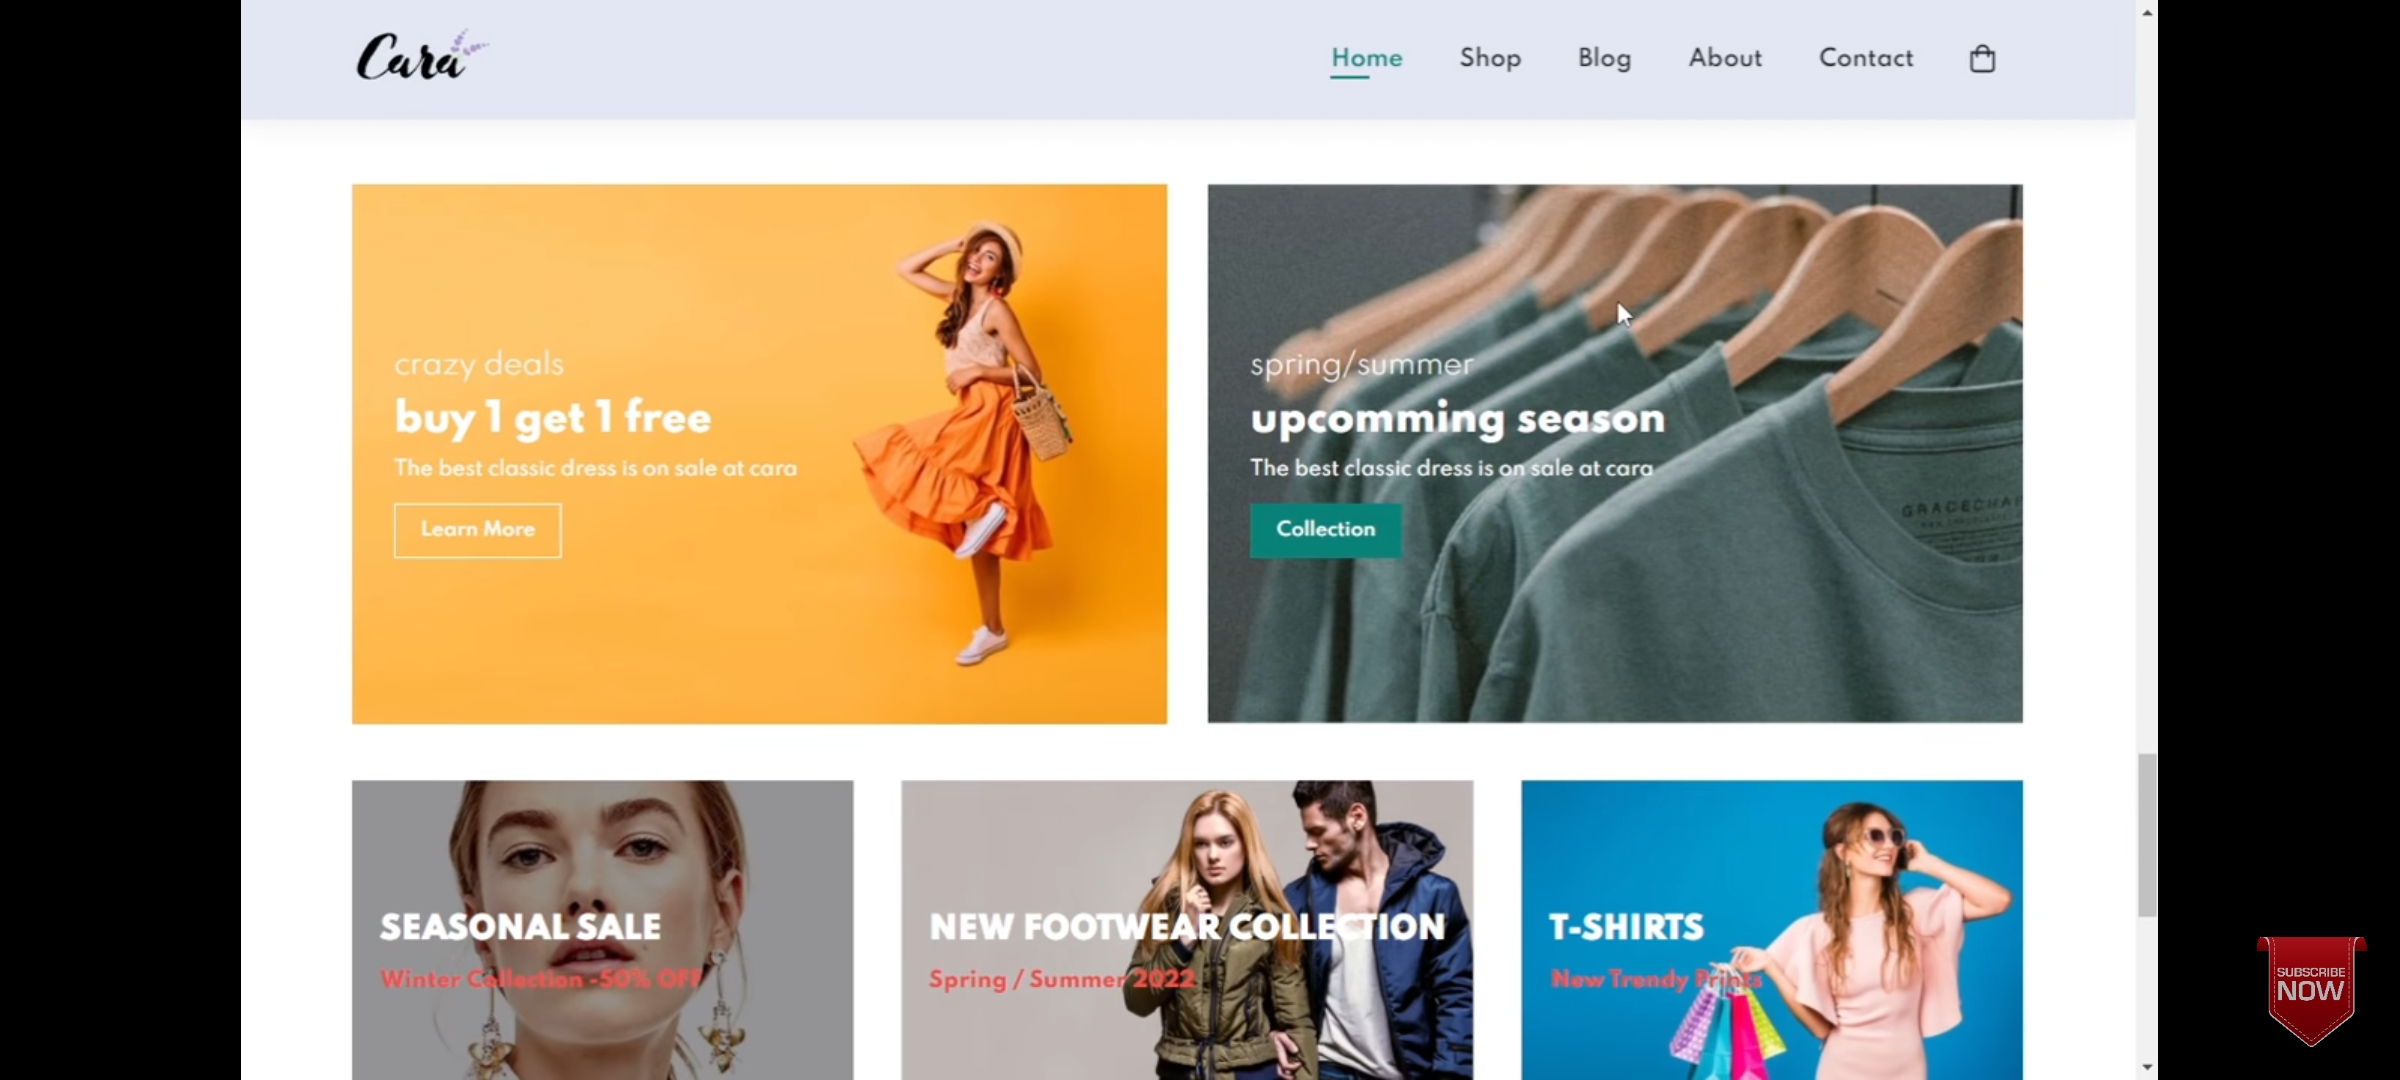 Cara
Home Shop Blog About Contact
crazy deals
buy 1 get 1 free
The best classic dress is on sale at cara
Learn More
spring/summer
upcomming season
The best classic dress is on sale at cara
Collection
GRACECHAI
SEASONAL SALE
Winter Collection -50% OFF
NEW FOOTWEAR COLLECTION
Spring / Summer 2022
T-SHIRTS
New Trendy Prints
SUBSCRIBE
NOW